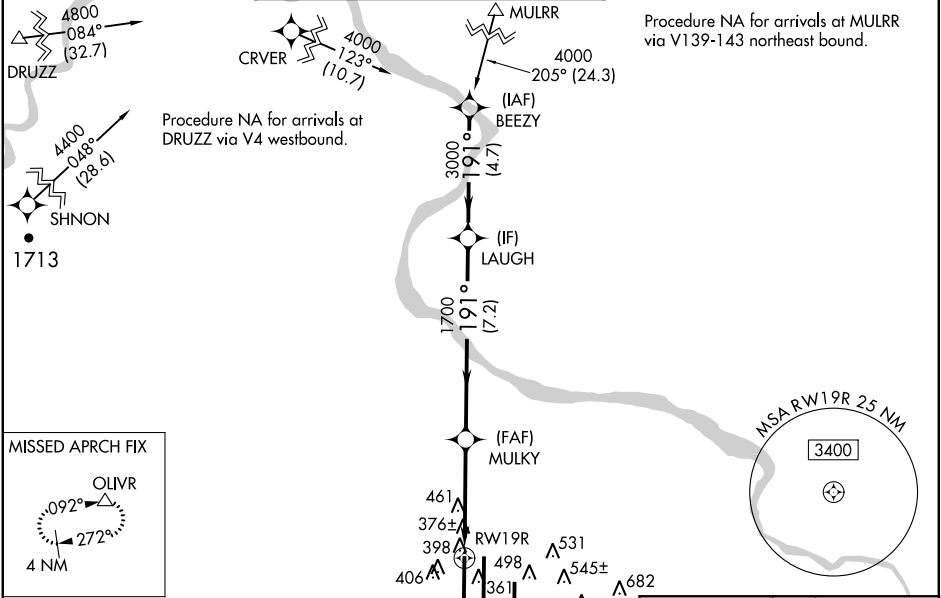 4800
084°
(32.7)
DRUZZ
CRVER
4000
123°
(10.7)
MULRR
4000
205° (24.3)
Procedure NA for arrivals at MULRR
via V139-143 northeast bound.
(IAF)
BEEZY
Procedure NA for arrivals at
DRUZZ via V4 westbound.
4400
048°
(28.6)
SHNON
1713
3000
191°
(4.7)
(IF)
LAUGH
1700
191°
(7.2)
(FAF)
MULKY
MSA RW19R 25 NM
3400
MISSED APRCH FIX
OLIVR
092°
272°
4 NM
461
376±
398
406
RW19R
361
498
531
545±
682